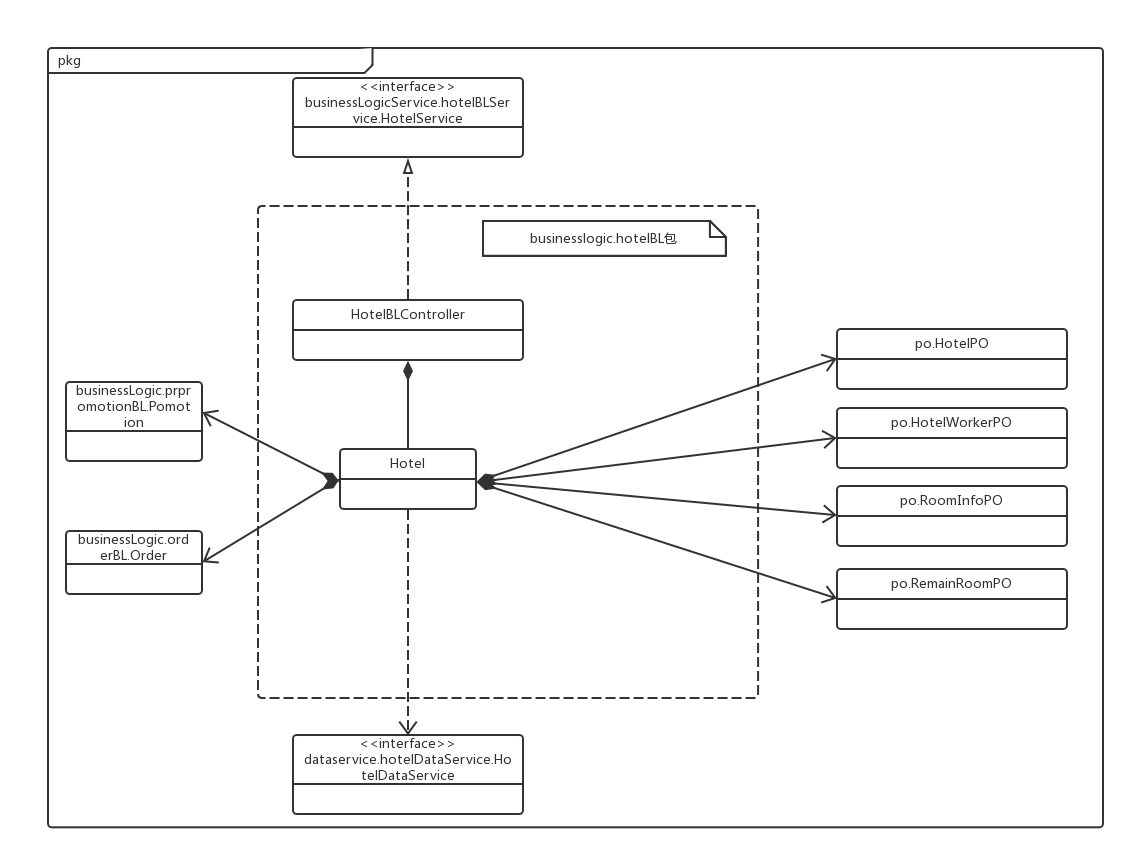 pkg
<<interface>>
businessLogicService.hotelBLSer
vice.HotelService
businesslogic.hotelBL包
HotelBLController
po.HotelPO
businessLogic.prpr
omotionBL.Pomot
ion
po.HotelWorkerPO
Hotel
po.RoomInfoPO
businessLogic.ord
erBL.Order
po.RemainRoomPO
<<interface>>
dataservice.hotelDataService.Ho
telDataService